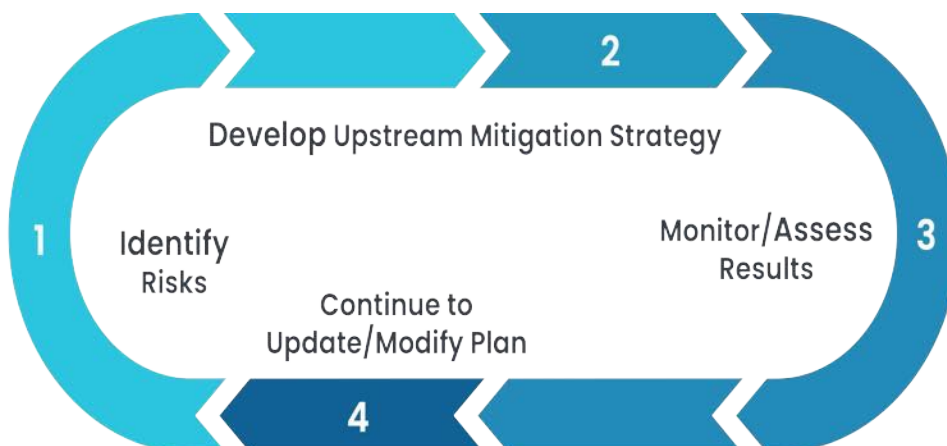 1
Identify
Risks
2
Develop Upstream Mitigation Strategy
3
Monitor/Assess
Results
4
Continue to
Update/Modify Plan